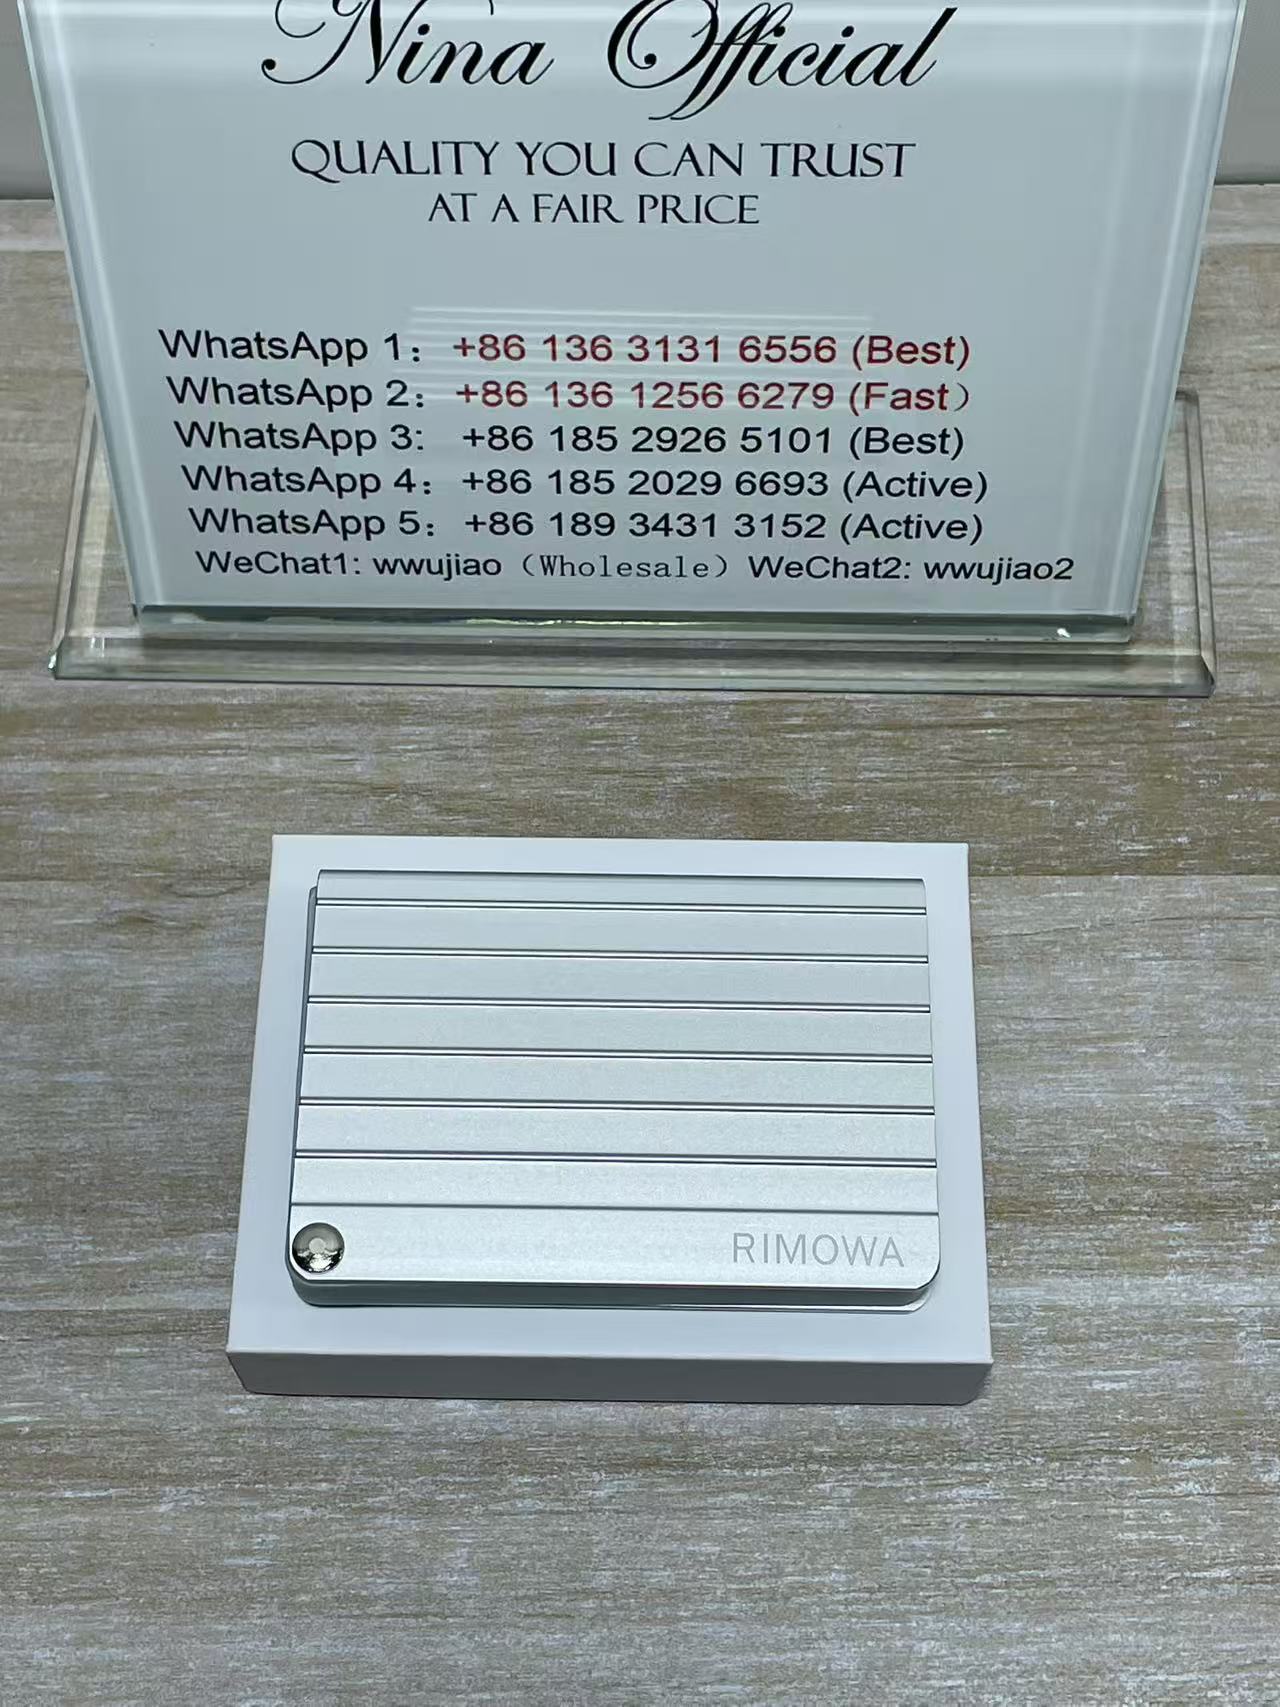 Nina Official
QUALITY YOU CAN TRUST
AT A FAIR PRICE
WhatsApp 1: +86 136 3131 6556 (Best)
WhatsApp 2: +86 136 1256 6279 (Fast)
WhatsApp 3: +86 185 2926 5101 (Best)
WhatsApp 4: +86 185 2029 6693 (Active)
WhatsApp 5: +86 189 3431 3152 (Active)
WeChat1: wwujiao (Wholesale) WeChat2: wwujiao2
RIMOWA